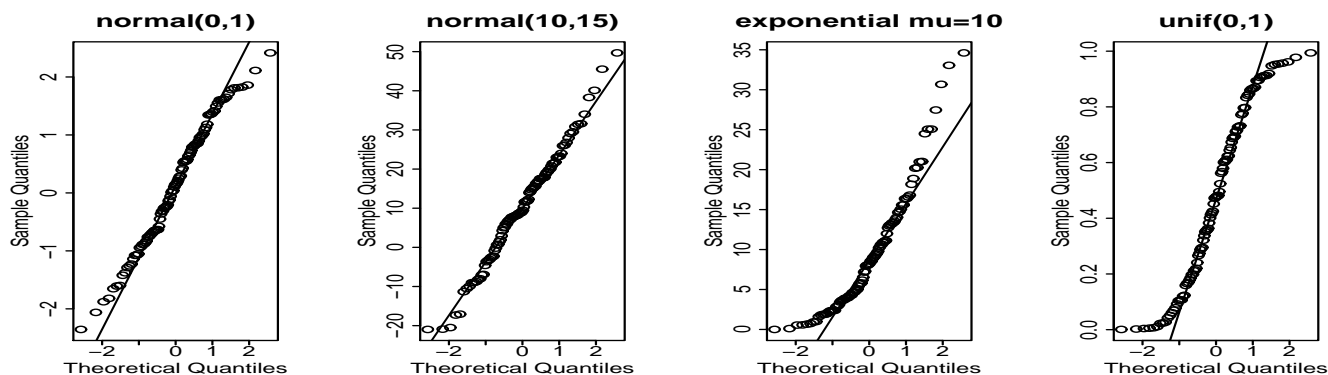 normal(0,1)
Sample Quantiles
2
1
0
−1
−2
−2 0 1 2
Theoretical Quantiles
normal(10,15)
Sample Quantiles
50
40
30
20
10
0
−10
−20
−2 0 1 2
Theoretical Quantiles
exponential mu=10
Sample Quantiles
35
30
25
20
15
10
5
0
−2 0 1 2
Theoretical Quantiles
unif(0,1)
Sample Quantiles
1.0
0.8
0.6
0.4
0.2
0.0
−2 0 1 2
Theoretical Quantiles